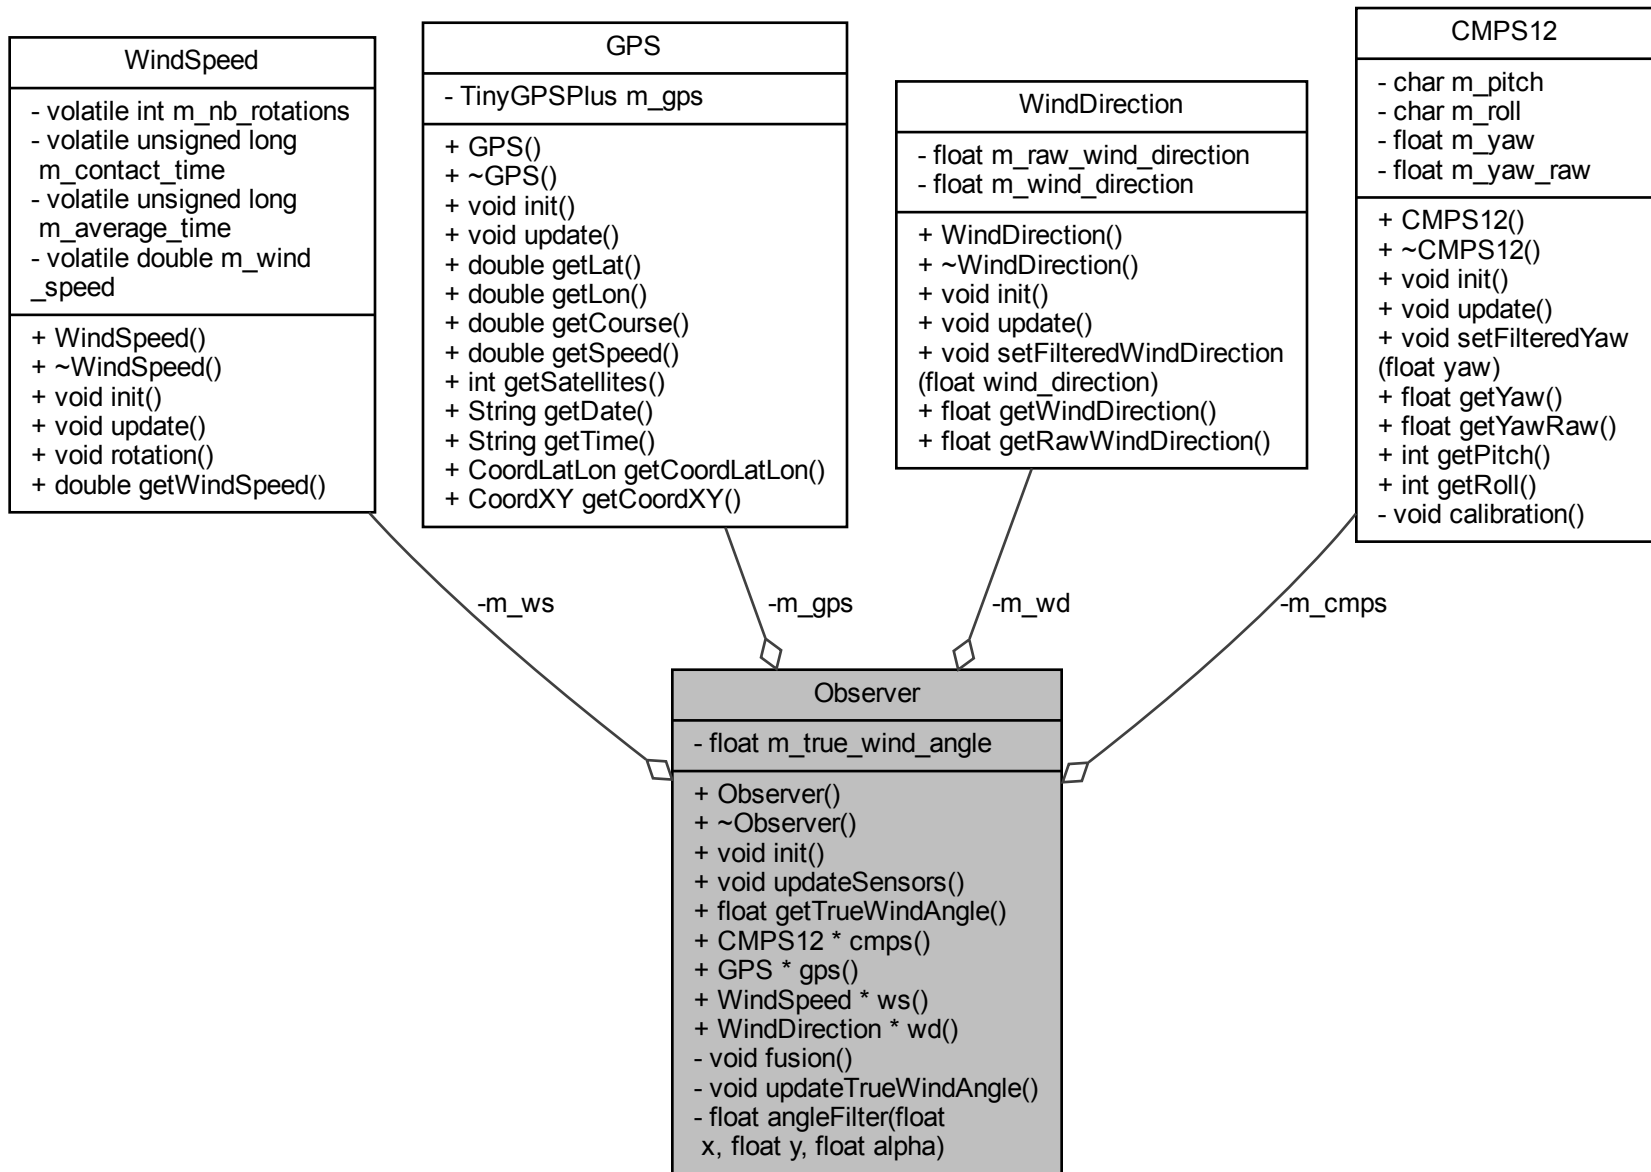 WindSpeed
- volatile int m_nb_rotations
- volatile unsigned long
m_contact_time
- volatile unsigned long
m_average_time
- volatile double m_wind
_speed
+ WindSpeed()
+ ~WindSpeed()
+ void init()
+ void update()
+ void rotation()
+ double getWindSpeed()
GPS
- TinyGPSPlus m_gps
+ GPS()
+ ~GPS()
+ void init()
+ void update()
+ double getLat()
+ double getLon()
+ double getCourse()
+ double getSpeed()
+ int getSatellites()
+ String getDate()
+ String getTime()
+ CoordLatLon getCoordLatLon()
+ CoordXY getCoordXY()
WindDirection
- float m_raw_wind_direction
- float m_wind_direction
+ WindDirection()
+ ~WindDirection()
+ void init()
+ void update()
+ void setFilteredWindDirection
(float wind_direction)
+ float getWindDirection()
+ float getRawWindDirection()
CMPS12
- char m_pitch
- char m_roll
- float m_yaw
- float m_yaw_raw
+ CMPS12()
+ ~CMPS12()
+ void init()
+ void update()
+ void setFilteredYaw
(float yaw)
+ float getYaw()
+ float getYawRaw()
+ int getPitch()
+ int getRoll()
- void calibration()
-m_ws
-m_gps
-m_wd
-m_cmps
Observer
- float m_true_wind_angle
+ Observer()
+ ~Observer()
+ void init()
+ void updateSensors()
+ float getTrueWindAngle()
+ CMPS12 * cmps()
+ GPS * gps()
+ WindSpeed * ws()
+ WindDirection * wd()
- void fusion()
- void updateTrueWindAngle()
- float angleFilter(float
x, float y, float alpha)